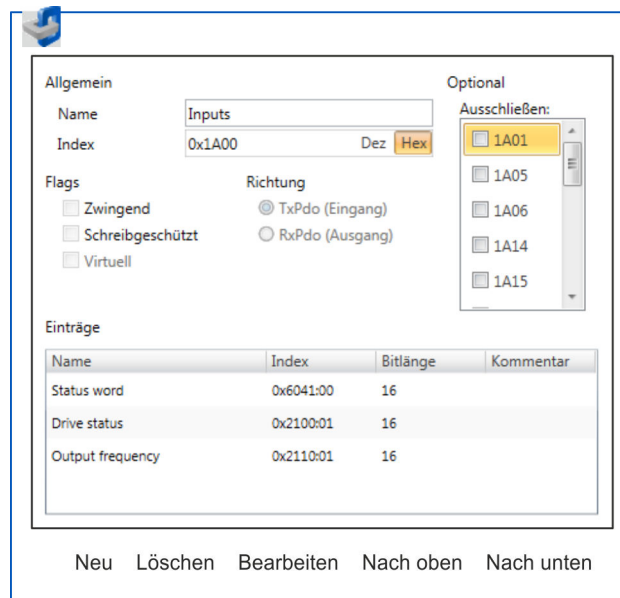 Allgemein
Optional
Name Inputs
Ausschließen:
Index 0x1A00 Dez Hex
1A01
1A05
1A06
1A14
1A15
Flags
Richtung
Zwingend
TxPdo (Eingang)
Schreibgeschützt
RxPdo (Ausgang)
Virtuell
Einträge
Name Index Bitlänge Kommentar
Status word 0x6041:00 16
Drive status 0x2100:01 16
Output frequency 0x2110:01 16
Neu Löschen Bearbeiten Nach oben Nach unten